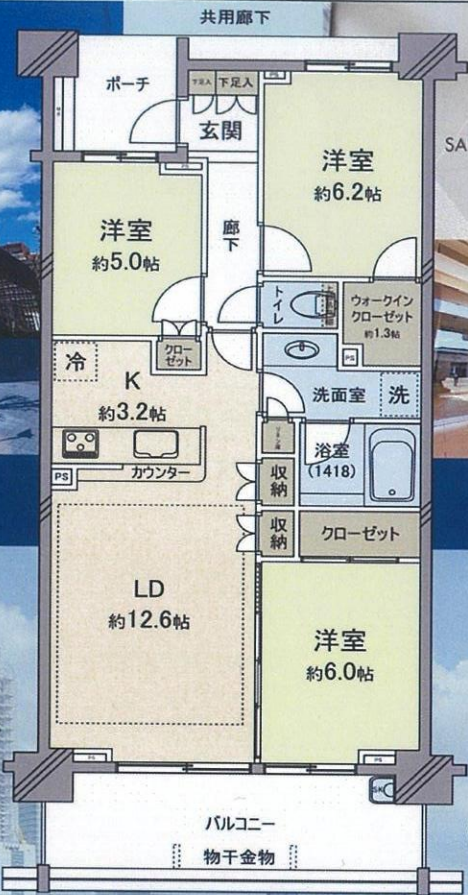 共用廊下
ポーチ
下足入
下足入
玄関
洋室
約6.2帖
SA
洋室
約5.0帖
廊下
トイレ
ウォークイン
クローゼット
約1.3帖
クローゼット
冷
K
約3.2帖
PS
洗面室
洗
カウンター
PS
浴室
(1418)
収納
収納
クローゼット
LD
約12.6帖
洋室
約6.0帖
PS
PS
SK
バルコニー
物干金物